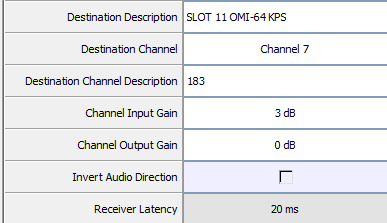 Destination Description SLOT 11 OMI-64 KPS
Destination Channel Channel 7
Destination Channel Description 183
Channel Input Gain 3 dB
Channel Output Gain 0 dB
Invert Audio Direction
Receiver Latency 20 ms